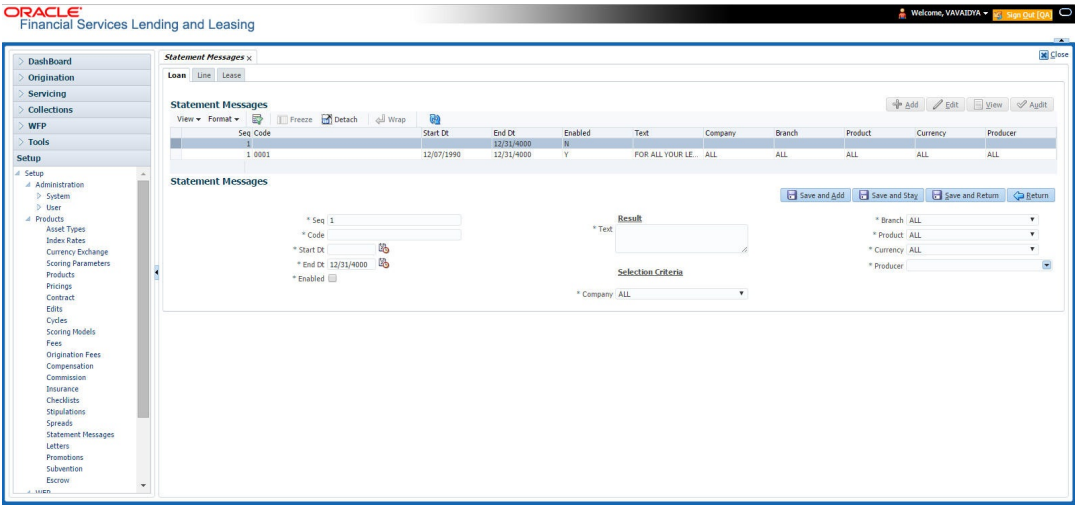 ORACLE
Financial Services Lending and Leasing
Welcome, VAVAIDYA
Sign Out [QA]
Close
DashBoard
Origination
Servicing
Collections
WFP
Tools
Setup
Setup
Administration
System
User
Products
Asset Types
Index Rates
Currency Exchange
Scoring Parameters
Products
Pricings
Contract
Edits
Cycles
Scoring Models
Fees
Origination Fees
Compensation
Commission
Insurance
Checklists
Stipulations
Spreads
Statement Messages
Letters
Promotions
Subvention
Escrow
WFP
Statement Messages x
Loan Line Lease
Statement Messages
Add Edit View Audit
View Format Freeze Detach Wrap
Seq Code Start Dt End Dt Enabled Text Company Branch Product Currency Producer
1 12/31/4000 N
1 0001 12/07/1990 12/31/4000 Y FOR ALL YOUR LE... ALL ALL ALL ALL ALL
Statement Messages
Save and Add Save and Stay Save and Return Return
* Seq 1
* Code
* Start Dt
* End Dt 12/31/4000
* Enabled
Result
* Text
Selection Criteria
* Company ALL
* Branch ALL
* Product ALL
* Currency ALL
* Producer